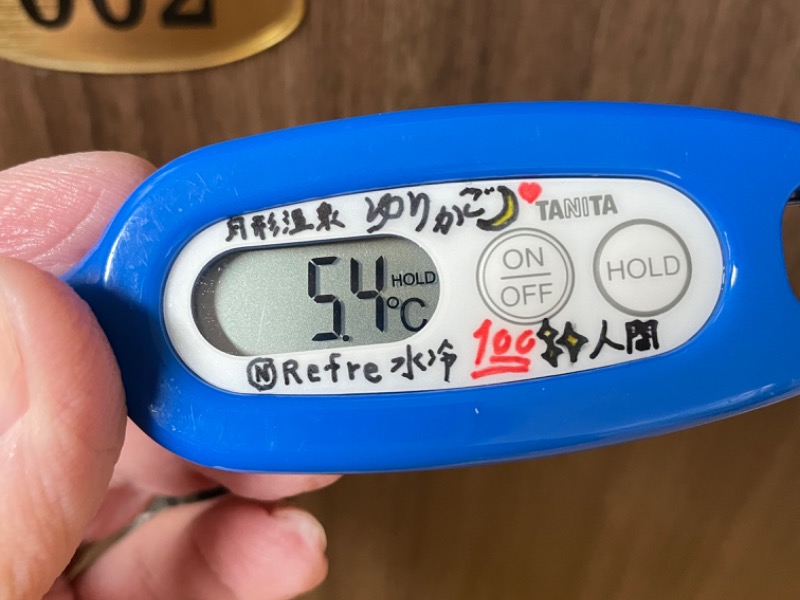 002
月形温泉 ゆりかご TANITA
5.4 °C HOLD
ON
OFF
HOLD
Ⓝ Refre 水冷 100 人間